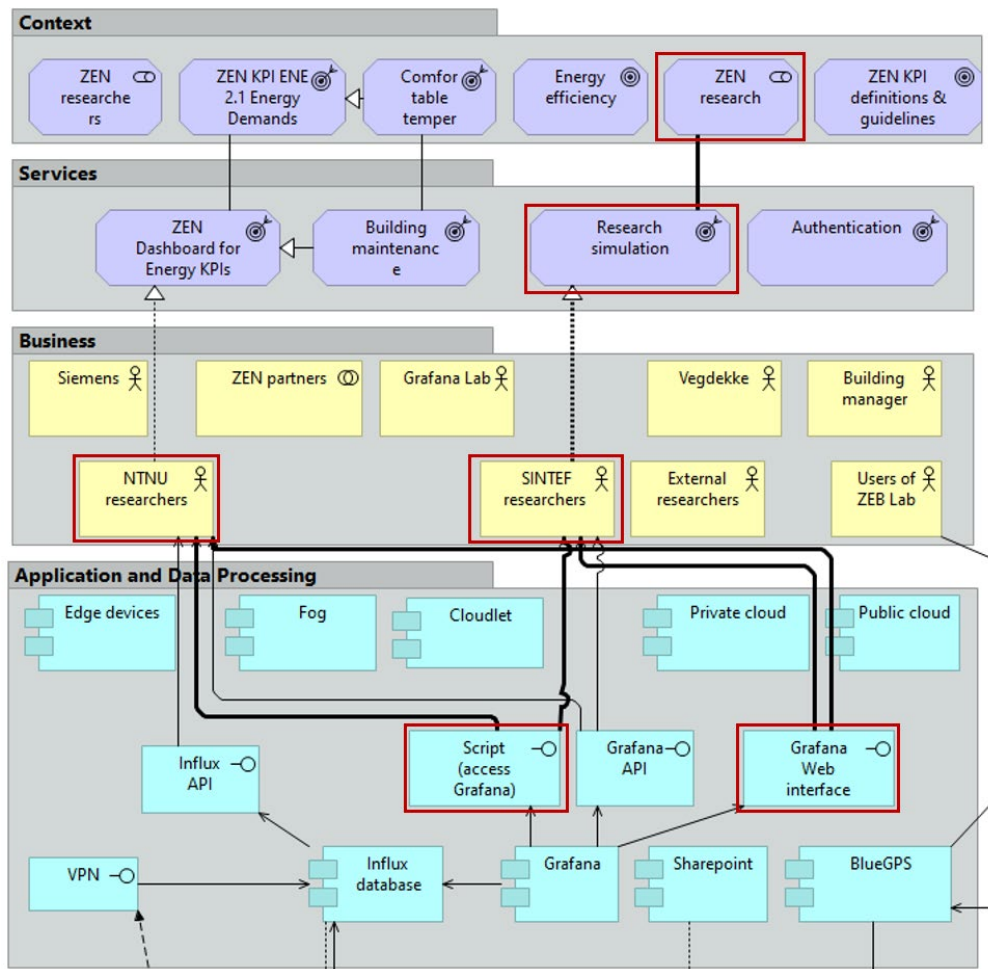 Context
ZEN
researche
rs
ZEN KPI ENE
2.1 Energy
Demands
Comfor
table
temper
Energy
efficiency
ZEN
research
ZEN KPI
definitions &
guidelines
Services
ZEN
Dashboard for
Energy KPIs
Building
maintenanc
e
Research
simulation
Authentication
Business
Siemens
ZEN partners
Grafana Lab
Vegdekke
Building
manager
NTNU
researchers
SINTEF
researchers
External
researchers
Users of
ZEB Lab
Application and Data Processing
Edge devices
Fog
Cloudlet
Private cloud
Public cloud
Influx
API
Script
(access
Grafana)
Grafana
API
Grafana
Web
interface
VPN
Influx
database
Grafana
Sharepoint
BlueGPS